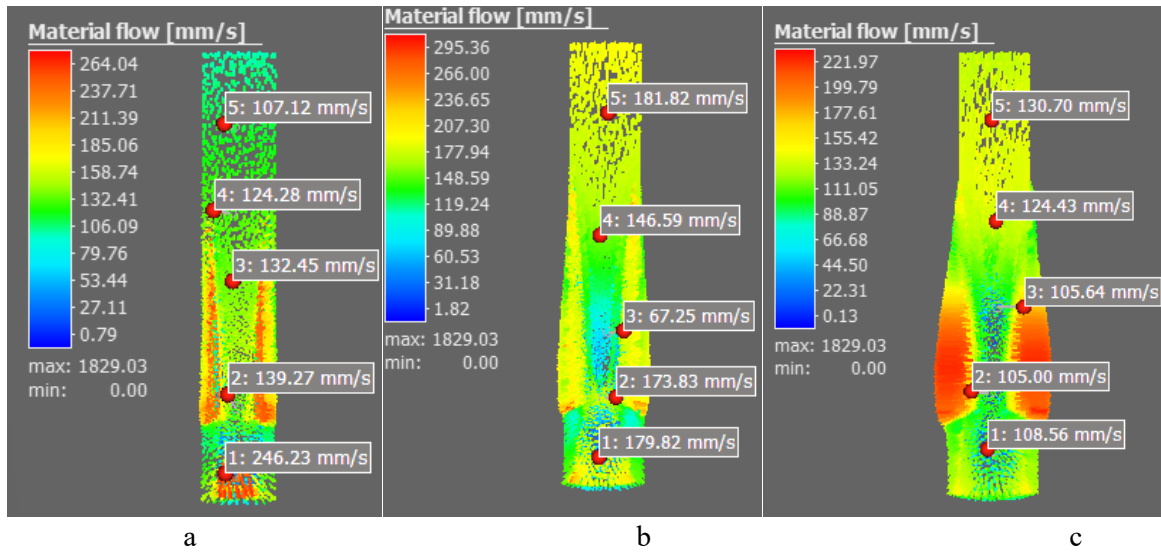 Material flow [mm/s]
264.04
237.71
211.39
185.06
158.74
132.41
106.09
79.76
53.44
27.11
0.79
max: 1829.03
min: 0.00
5: 107.12 mm/s
4: 124.28 mm/s
3: 132.45 mm/s
2: 139.27 mm/s
1: 246.23 mm/s
a
Material flow [mm/s]
295.36
266.00
236.65
207.30
177.94
148.59
119.24
89.88
60.53
31.18
1.82
max: 1829.03
min: 0.00
5: 181.82 mm/s
4: 146.59 mm/s
3: 67.25 mm/s
2: 173.83 mm/s
1: 179.82 mm/s
b
Material flow [mm/s]
221.97
199.79
177.61
155.42
133.24
111.05
88.87
66.68
44.50
22.31
0.13
max: 1829.03
min: 0.00
5: 130.70 mm/s
4: 124.43 mm/s
3: 105.64 mm/s
2: 105.00 mm/s
1: 108.56 mm/s
c